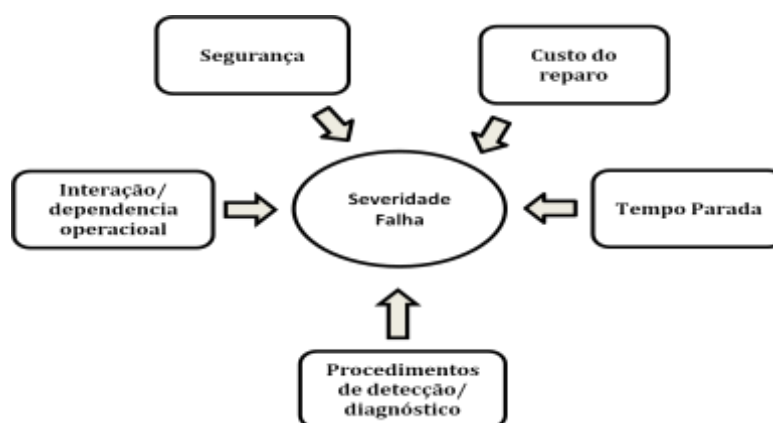 Segurança
Custo do
reparo
Interação/
dependencia
operacioal
Severidade
Falha
Tempo Parada
Procedimentos
de detecção/
diagnóstico